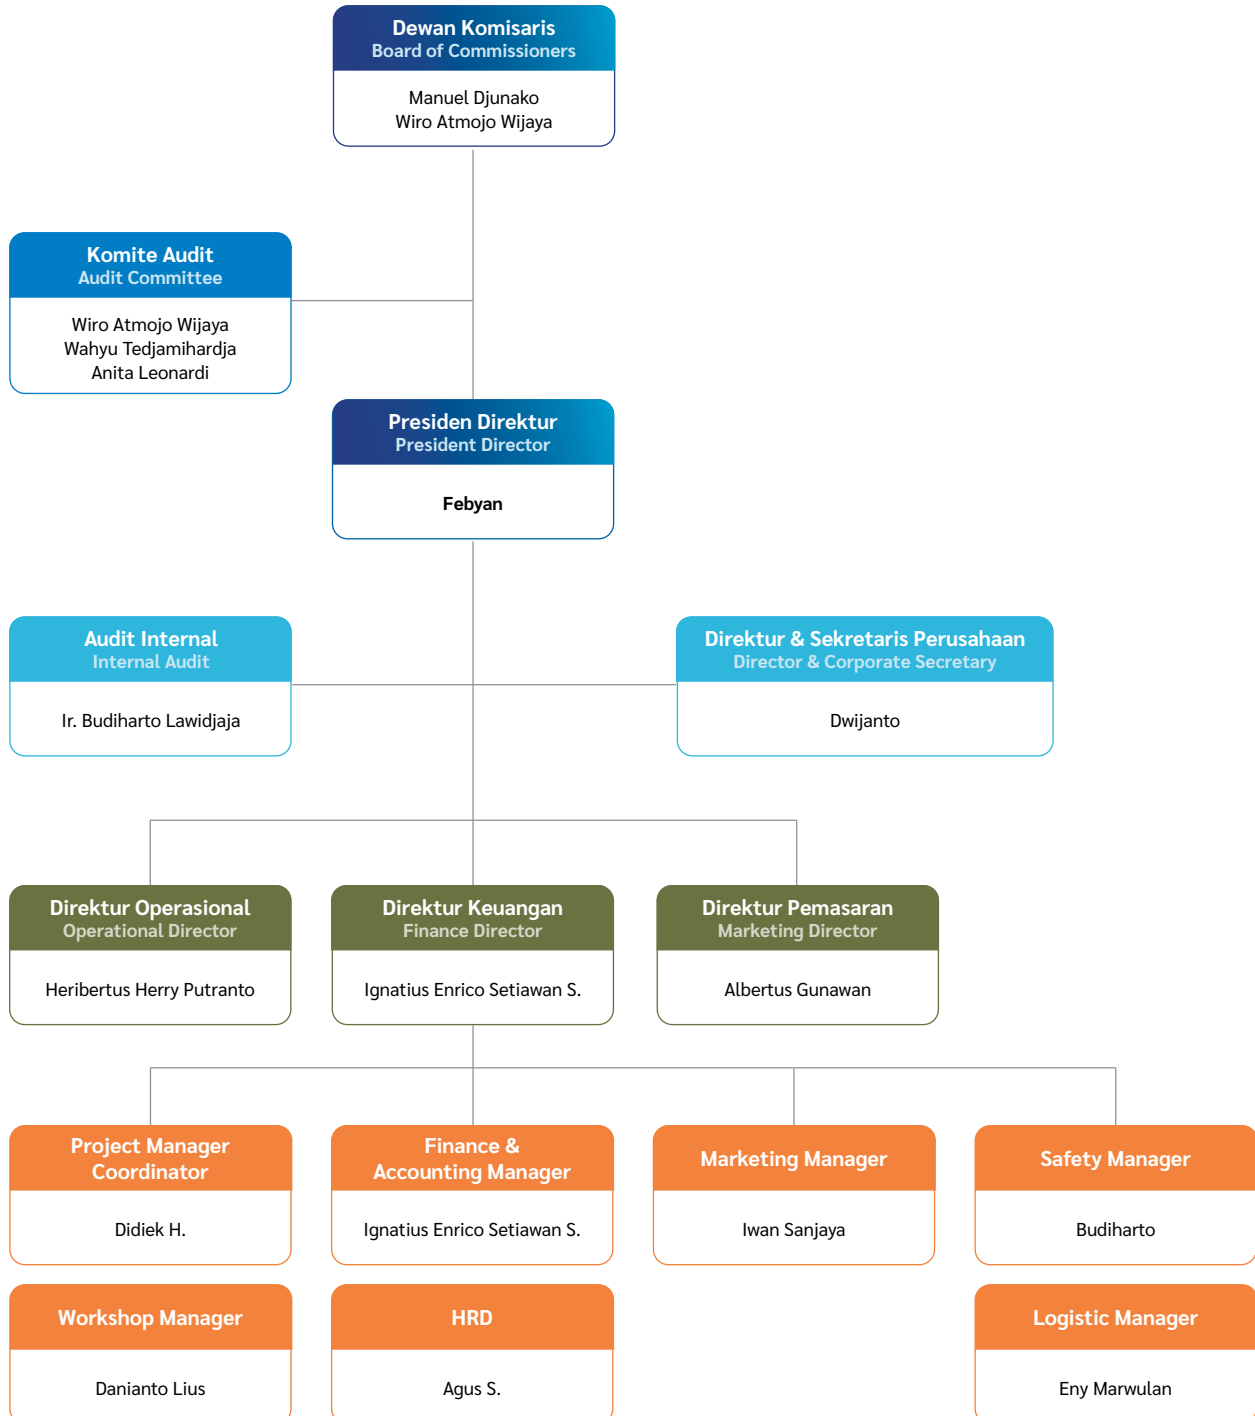 Dewan Komisaris
Board of Commissioners
Manuel Djunako
Wiro Atmojo Wijaya
Komite Audit
Audit Committee
Wiro Atmojo Wijaya
Wahyu Tedjamihardja
Anita Leonardi
Presiden Direktur
President Director
Febyan
Audit Internal
Internal Audit
Ir. Budiharto Lawidjaja
Direktur & Sekretaris Perusahaan
Director & Corporate Secretary
Dwijanto
Direktur Operasional
Operational Director
Heribertus Herry Putranto
Direktur Keuangan
Finance Director
Ignatius Enrico Setiawan S.
Direktur Pemasaran
Marketing Director
Albertus Gunawan
Project Manager
Coordinator
Didiek H.
Finance &
Accounting Manager
Ignatius Enrico Setiawan S.
Marketing Manager
Iwan Sanjaya
Safety Manager
Budiharto
Workshop Manager
Danianto Lius
HRD
Agus S.
Logistic Manager
Eny Marwulan